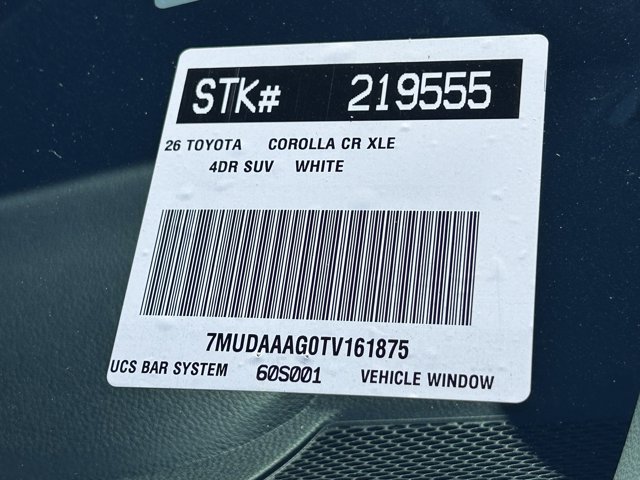 STK# 219555
26 TOYOTA COROLLA CR XLE
4DR SUV WHITE
7MUDAAAG0TV161875
UCS BAR SYSTEM 60S001 VEHICLE WINDOW